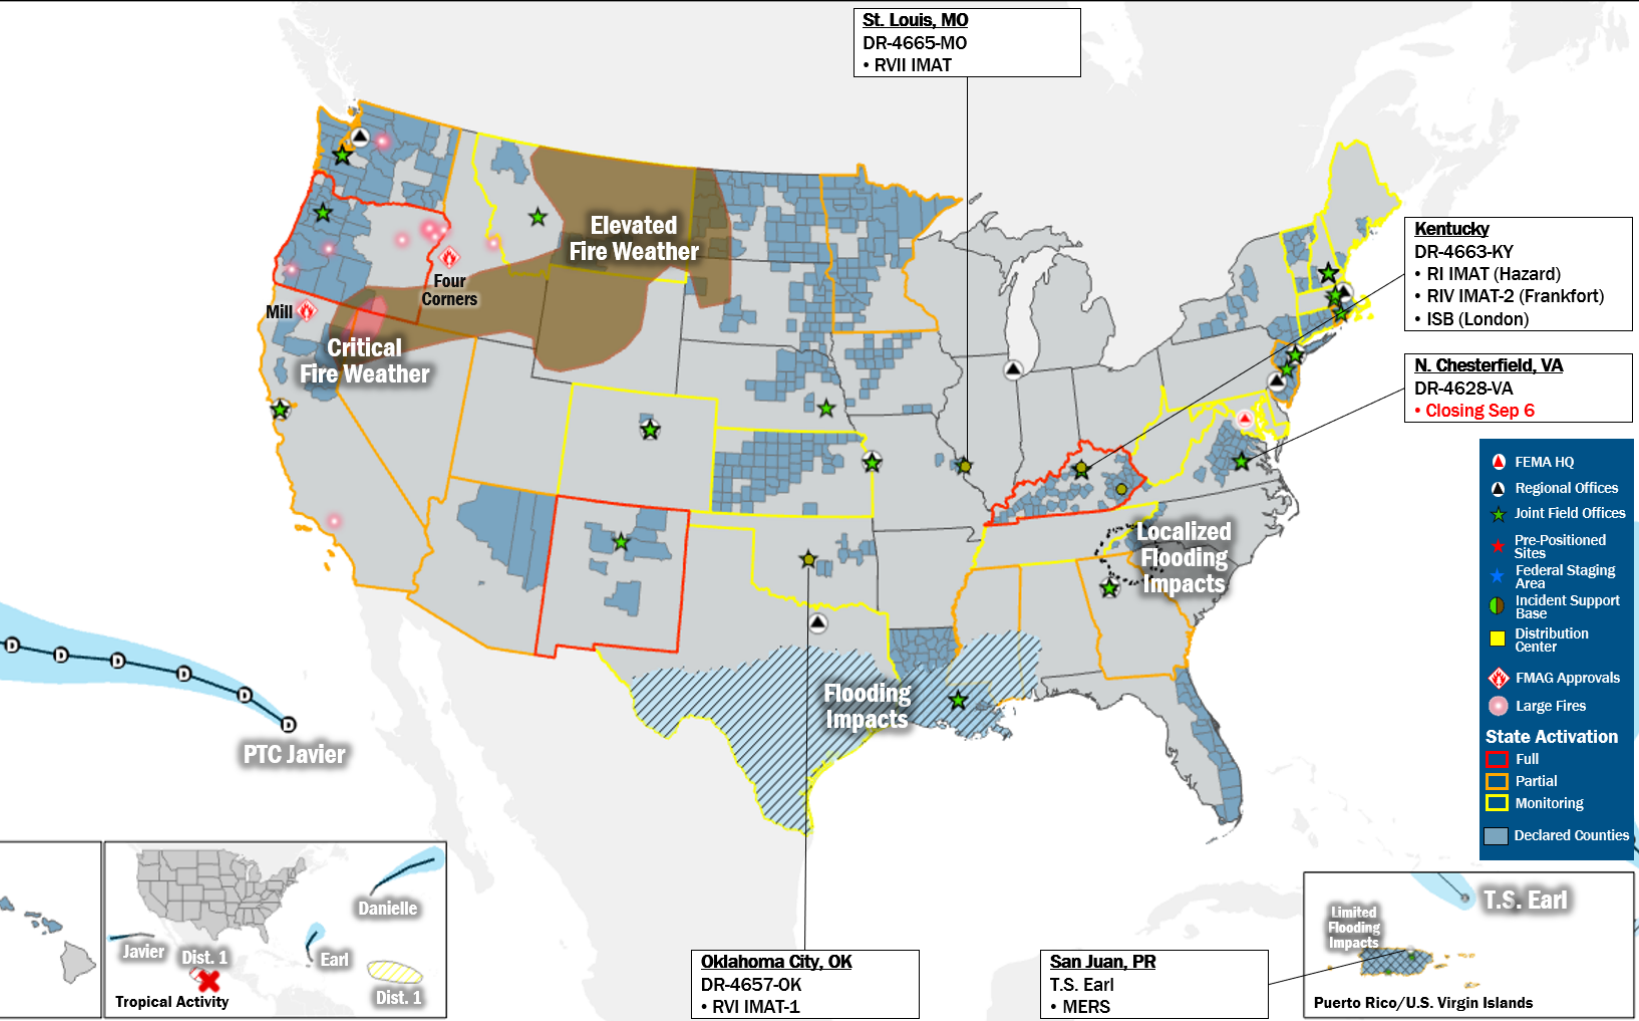 St. Louis, MO
DR-4665-MO
• RVII IMAT
Kentucky
DR-4663-KY
• RI IMAT (Hazard)
• RIV IMAT-2 (Frankfort)
• ISB (London)
N. Chesterfield, VA
DR-4628-VA
• Closing Sep 6
Elevated
Fire Weather
Four
Corners
Mill
Critical
Fire Weather
Localized
Flooding
Impacts
Flooding
Impacts
D
D
D
D
D
D
PTC Javier
FEMA HQ
Regional Offices
Joint Field Offices
Pre-Positioned
Sites
Federal Staging
Area
Incident Support
Base
Distribution
Center
FMAG Approvals
Large Fires
State Activation
Full
Partial
Monitoring
Declared Counties
Javier
Dist. 1
Danielle
Earl
Dist. 1
Tropical Activity
Oklahoma City, OK
DR-4657-OK
• RVI IMAT-1
San Juan, PR
T.S. Earl
• MERS
T.S. Earl
Limited
Flooding
Impacts
Puerto Rico/U.S. Virgin Islands